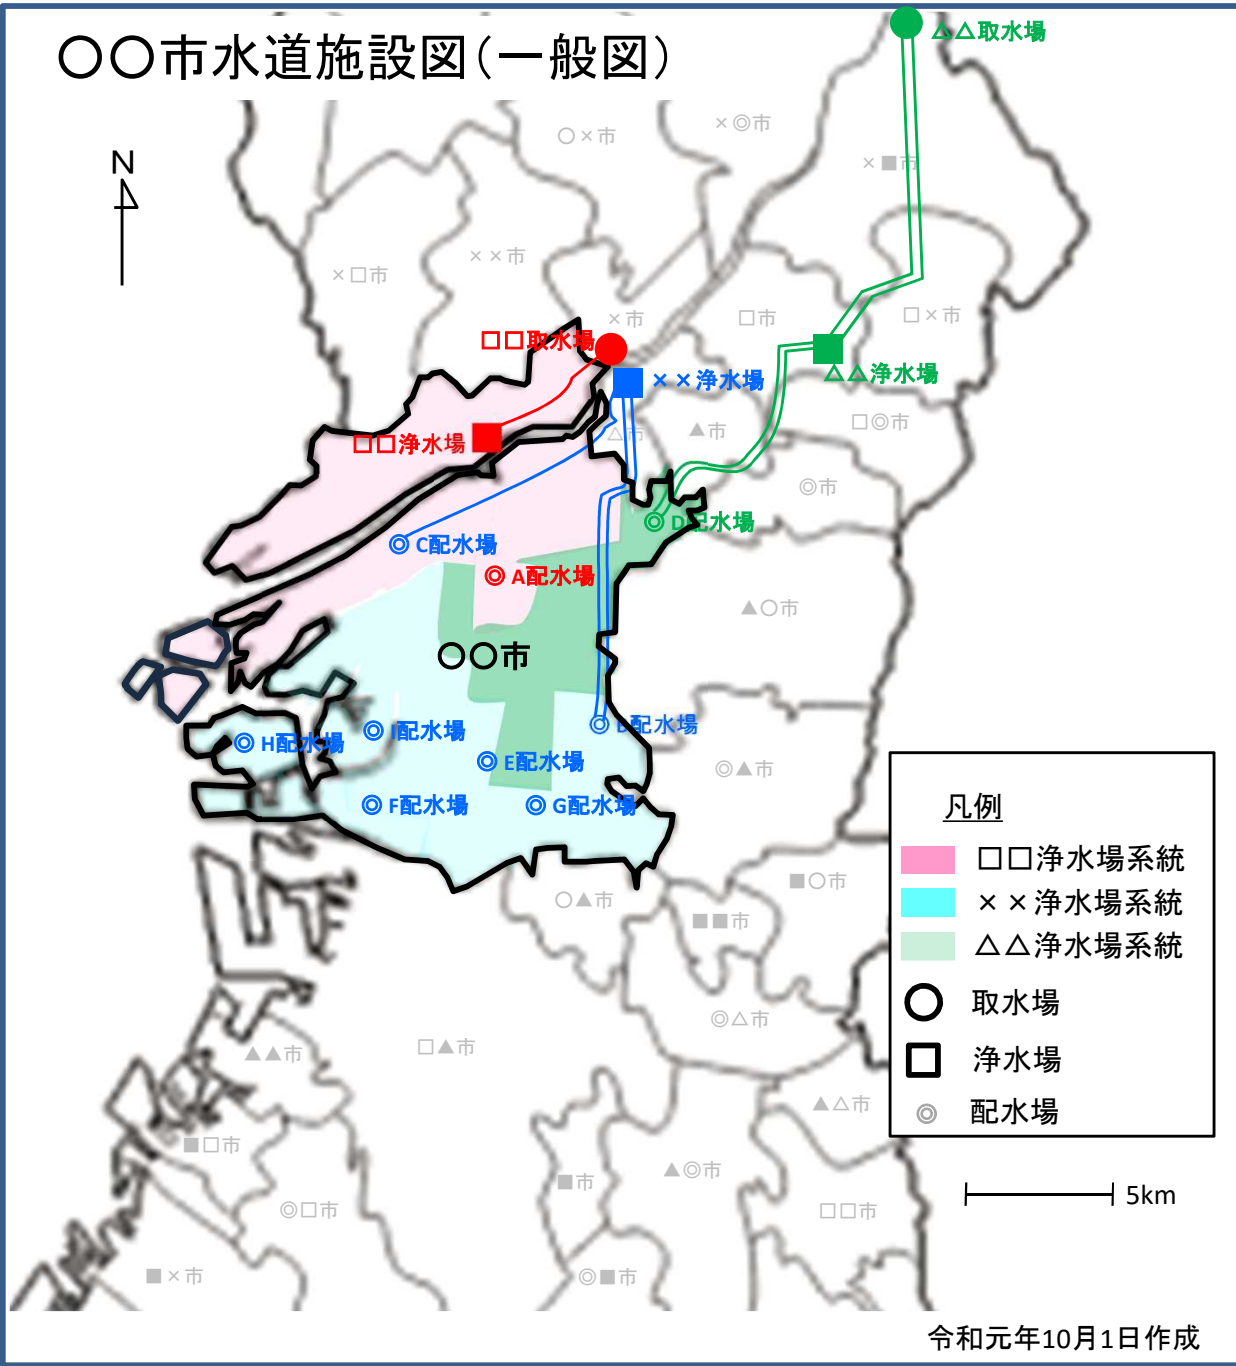 〇〇市水道施設図(一般図)
△△取水場
N
〇×市
×◎市
×■市
××市
×□市
×市
□市
□×市
□□取水場
××浄水場
△△浄水場
□□浄水場
△市
▲市
□◎市
◎市
D配水場
C配水場
A配水場
▲〇市
〇〇市
I配水場
H配水場
配水場
E配水場
◎▲市
F配水場
G配水場
凡例
□□浄水場系統
××浄水場系統
△△浄水場系統
取水場
浄水場
配水場
■〇市
〇▲市
■■市
◎△市
□▲市
▲▲市
▲△市
■□市
▲◎市
■市
◎□市
□□市
5km
■×市
◎■市
令和元年10月1日作成